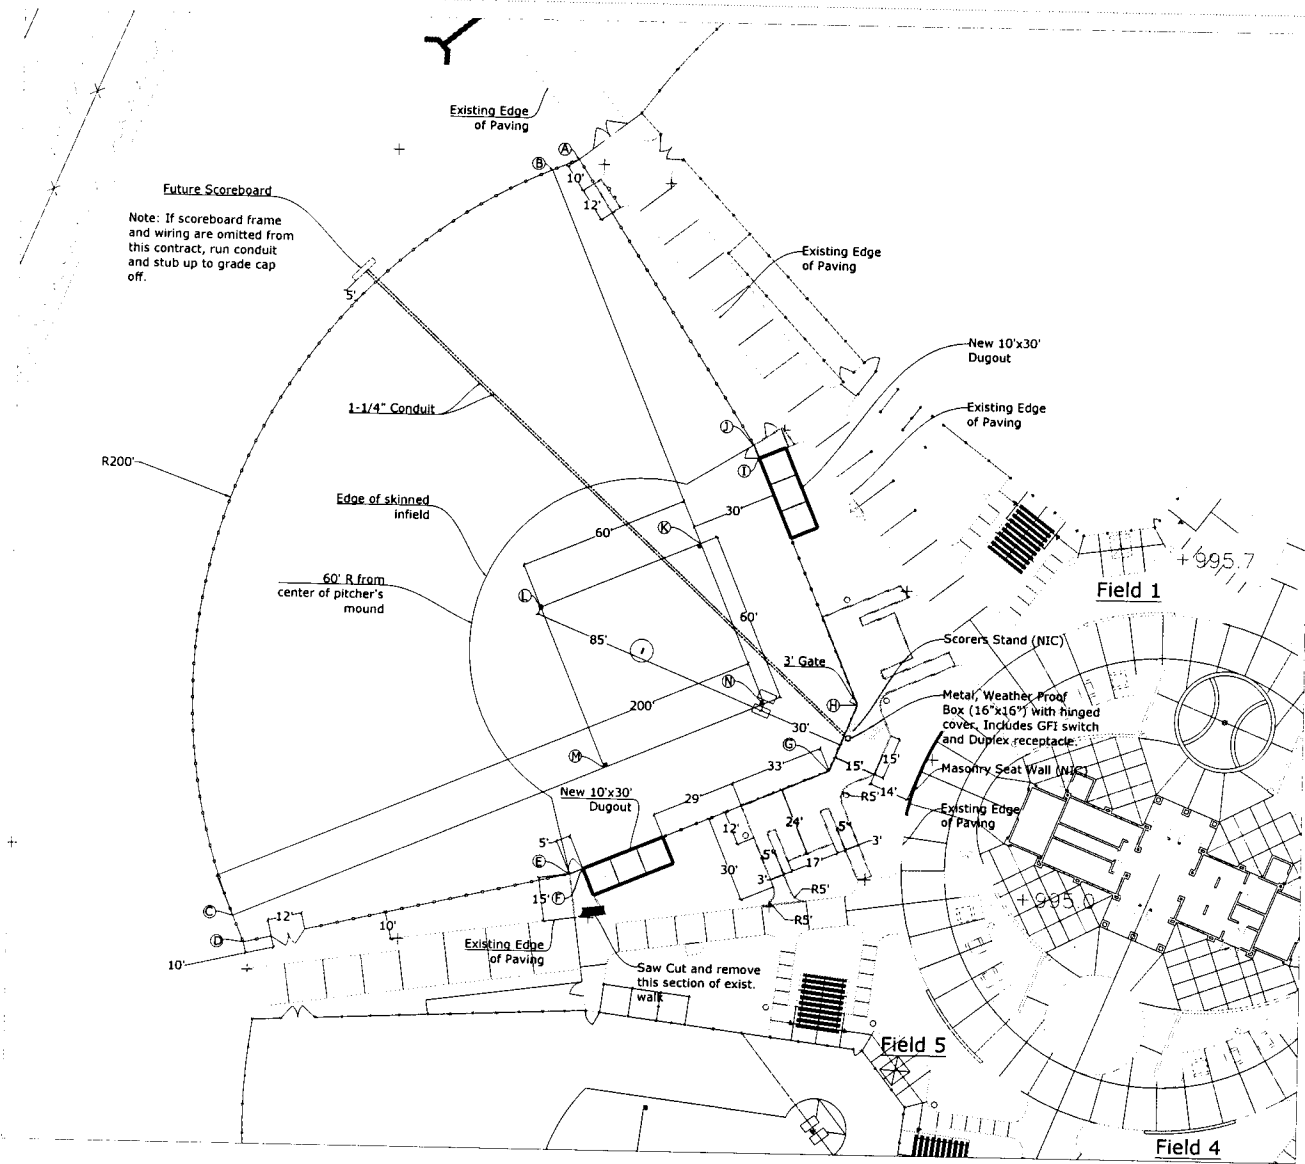 Existing Edge
of Paving
A
B
10'
12'
Future Scoreboard
Note: If scoreboard frame
and wiring are omitted from
this contract, run conduit
and stub up to grade cap
off.
5'
Existing Edge
of Paving
New 10'x30'
Dugout
1-1/4" Conduit
Existing Edge
of Paving
J
I
R200'
Edge of skinned
infield
30'
60'
K
+995.7
Field 1
60' R from
center of pitcher's
mound
L
60'
85'
Scorers Stand (NIC)
3' Gate
N
H
Metal, Weather Proof
Box (16"x16") with hinged
cover. Includes GFI switch
and Duplex receptacle.
200'
30'
G
M
33'
15'
15'
Masonry Seat Wall (NIC)
14'
R5'
New 10'x30'
Dugout
29'
Existing Edge
of Paving
12'
24'
5'
3'
5'
E
5'
17'
30'
3'
R5'
15'
F
+995.0
C
12'
10'
R5'
D
Existing Edge
of Paving
10'
Saw Cut and remove
this section of exist.
walk
Field 5
Field 4